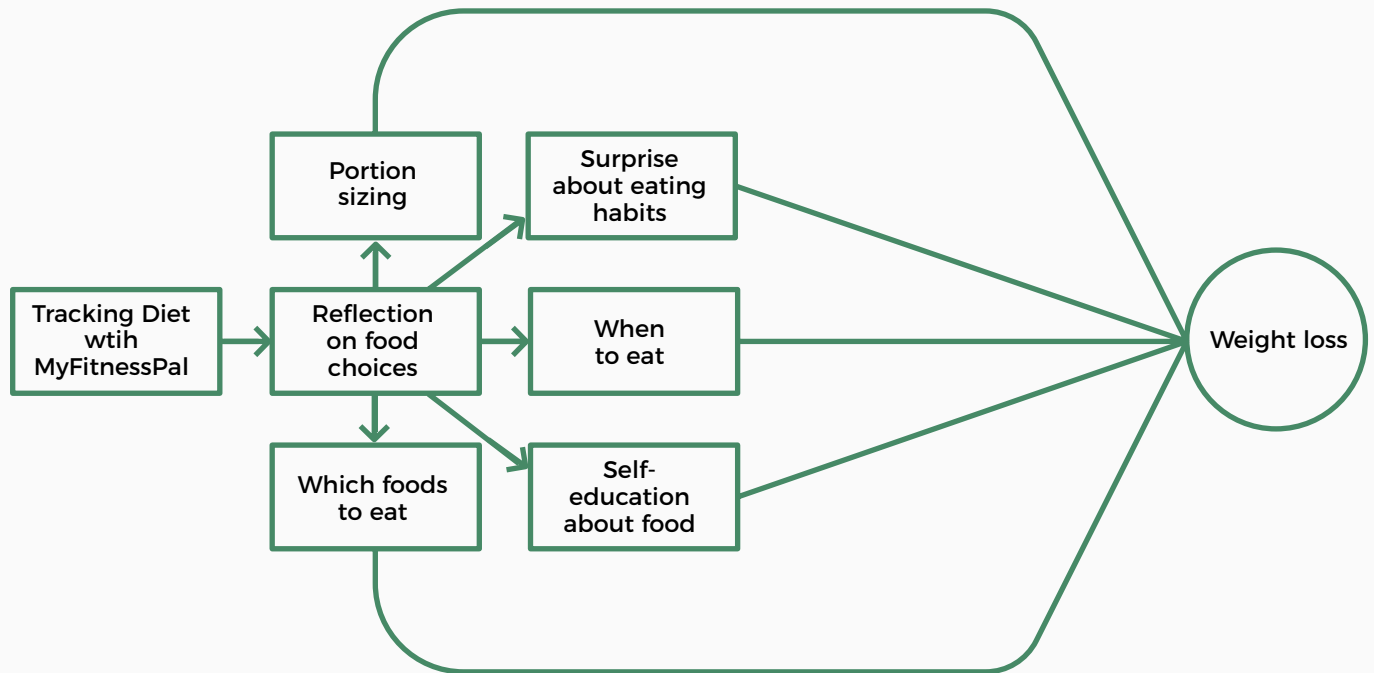 Portion
sizing
Surprise
about eating
habits
Tracking Diet
wtih
MyFitnessPal
Reflection
on food
choices
When
to eat
Weight loss
Which foods
to eat
Self-
education
about food